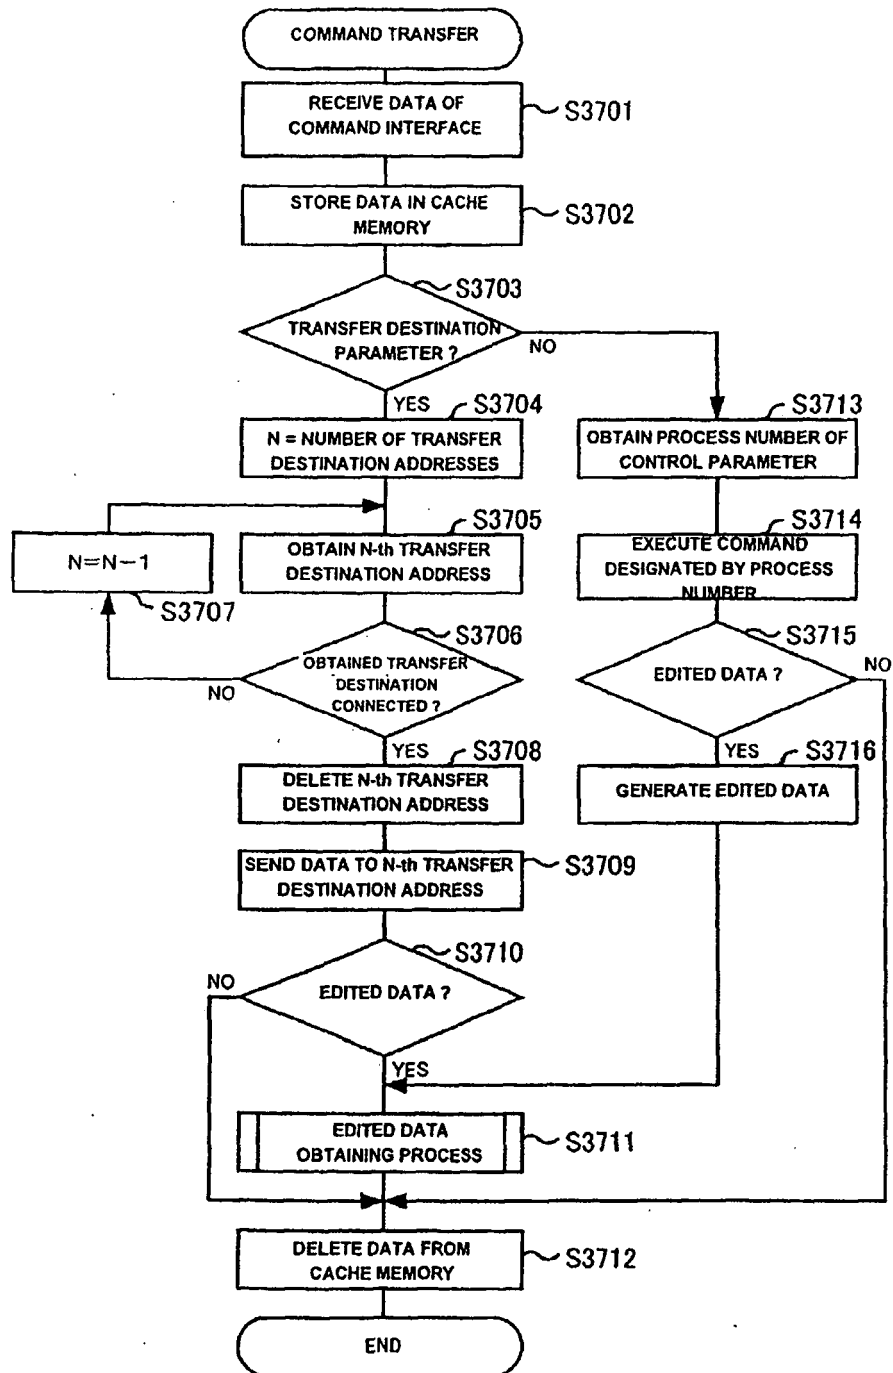 COMMAND TRANSFER
RECEIVE DATA OF
COMMAND INTERFACE
S3701
STORE DATA IN CACHE
MEMORY
S3702
S3703
TRANSFER DESTINATION
PARAMETER ?
NO
YES
S3704
N = NUMBER OF TRANSFER
DESTINATION ADDRESSES
S3713
OBTAIN PROCESS NUMBER OF
CONTROL PARAMETER
S3705
OBTAIN N-th TRANSFER
DESTINATION ADDRESS
N=N-1
S3707
S3714
EXECUTE COMMAND
DESIGNATED BY PROCESS
NUMBER
S3706
OBTAINED TRANSFER
DESTINATION
CONNECTED ?
NO
YES
S3715
EDITED DATA ?
NO
YES
S3708
DELETE N-th TRANSFER
DESTINATION ADDRESS
S3716
GENERATE EDITED DATA
SEND DATA TO N-th TRANSFER
DESTINATION ADDRESS
S3709
S3710
NO
EDITED DATA ?
YES
EDITED DATA
OBTAINING PROCESS
S3711
DELETE DATA FROM
CACHE MEMORY
S3712
END